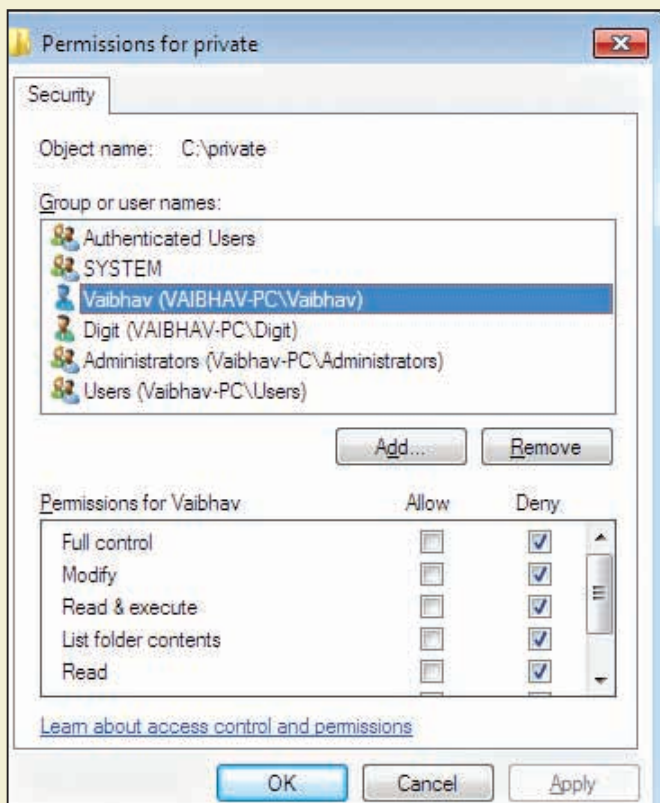 Permissions for private
Security
Object name: C:\private
Group or user names:
Authenticated Users
SYSTEM
Vaibhav (VAIBHAV-PC\Vaibhav)
Digit (VAIBHAV-PC\Digit)
Administrators (Vaibhav-PC\Administrators)
Users (Vaibhav-PC\Users)
Add... Remove
Permissions for Vaibhav Allow Deny
Full control
Modify
Read & execute
List folder contents
Read
Learn about access control and permissions
OK Cancel Apply